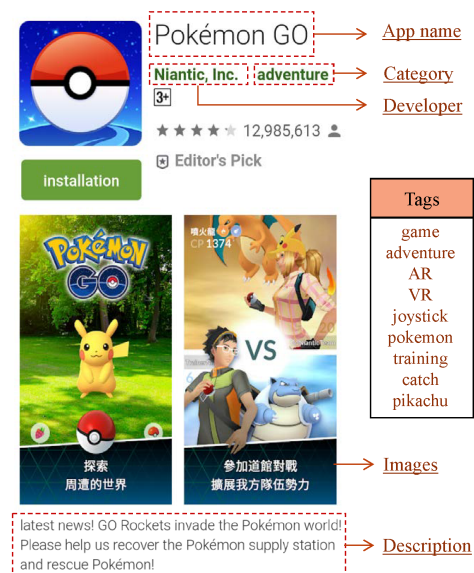 Pokémon GO
App name
Niantic, Inc. adventure
Category
Developer
3+
12,985,613
Editor's Pick
installation
Tags
game
adventure
AR
VR
joystick
pokemon
training
catch
pikachu
POKÉMON
GO
探索
周遭的世界
噴火龍
CP 1374
VS
參加道館對戰
擴展我方隊伍勢力
Images
latest news! GO Rockets invade the Pokémon world!
Please help us recover the Pokémon supply station
and rescue Pokémon!
Description